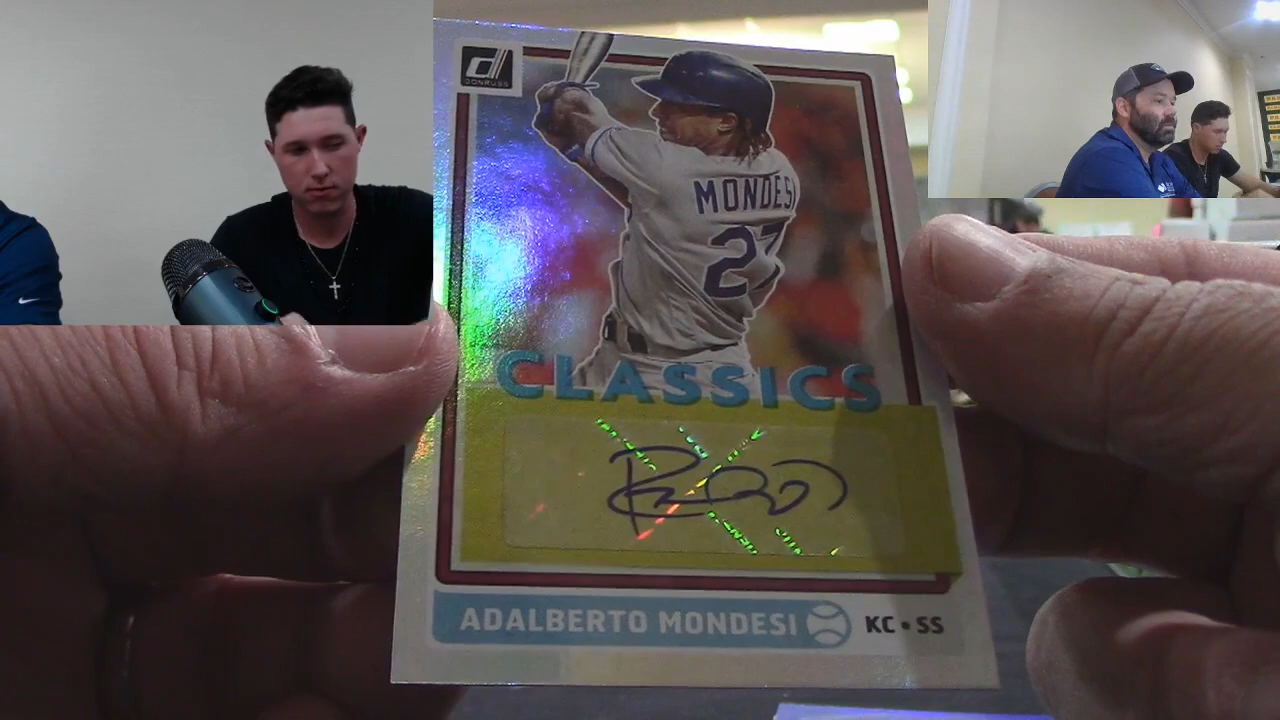 DONRUSS
MONDESI
27
CLASSICS
ADALBERTO MONDESI KC • SS